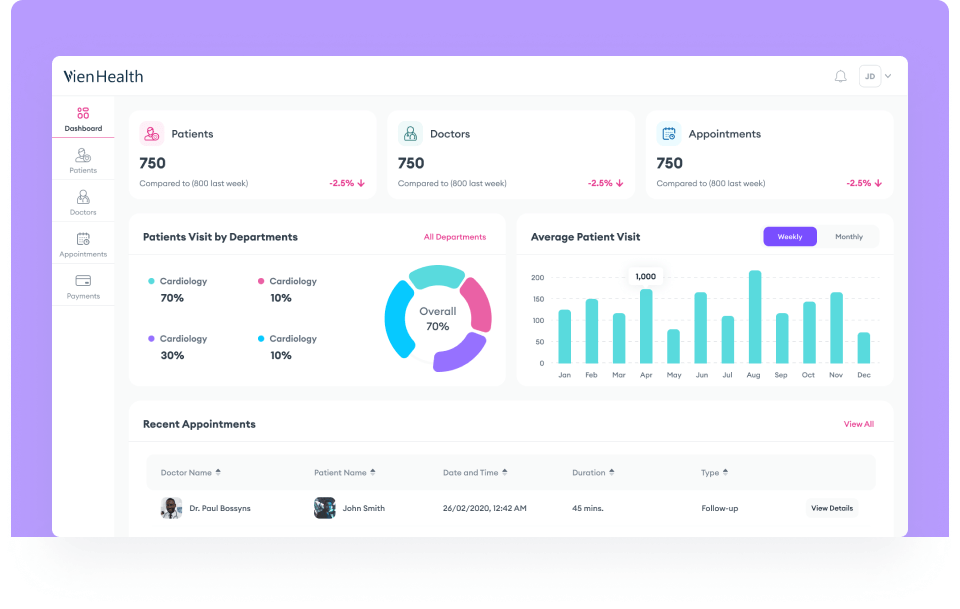 VienHealth
JD
Dashboard
Patients
Doctors
Appointments
Payments
Patients
750
Compared to (800 last week)
-2.5%
Doctors
750
Compared to (800 last week)
-2.5%
Appointments
750
Compared to (800 last week)
-2.5%
Patients Visit by Departments
All Departments
Cardiology
70%
Cardiology
10%
Cardiology
30%
Cardiology
10%
Overall
70%
Average Patient Visit
Weekly
Monthly
1,000
200
150
100
50
0
Jan Feb Mar Apr May Jun Jul Aug Sep Oct Nov Dec
Recent Appointments
View All
Doctor Name Patient Name Date and Time Duration Type
Dr. Paul Bossyns John Smith 26/02/2020, 12:42 AM 45 mins. Follow-up View Details